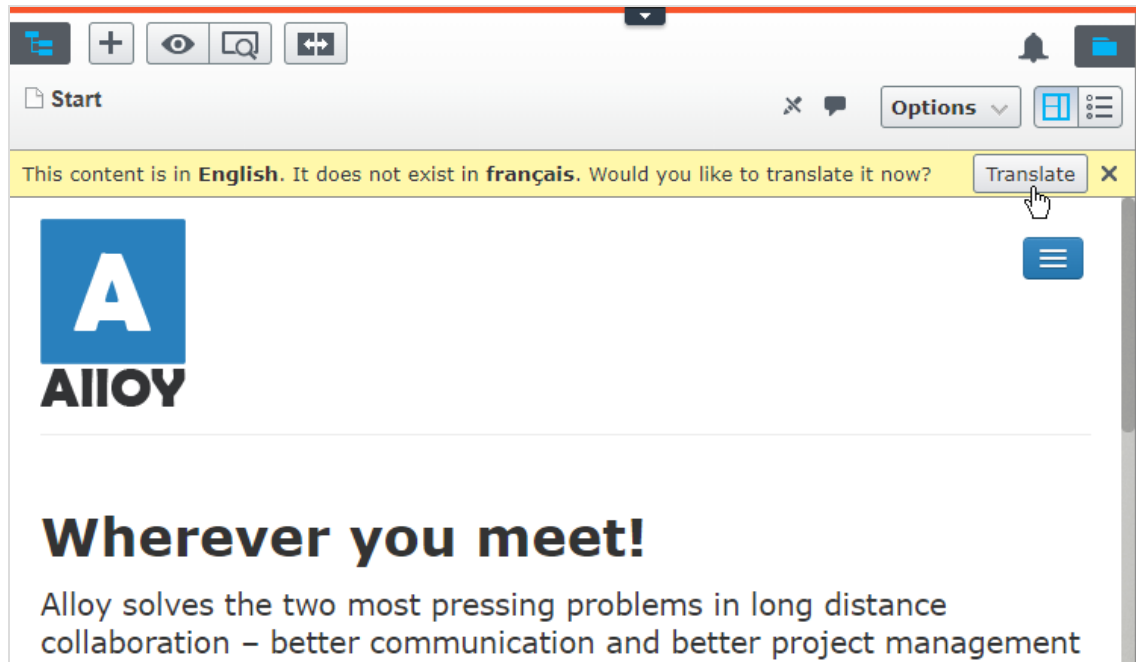 Start
Options
This content is in English. It does not exist in français. Would you like to translate it now?
Translate
A
AllOY
Wherever you meet!
Alloy solves the two most pressing problems in long distance
collaboration – better communication and better project management